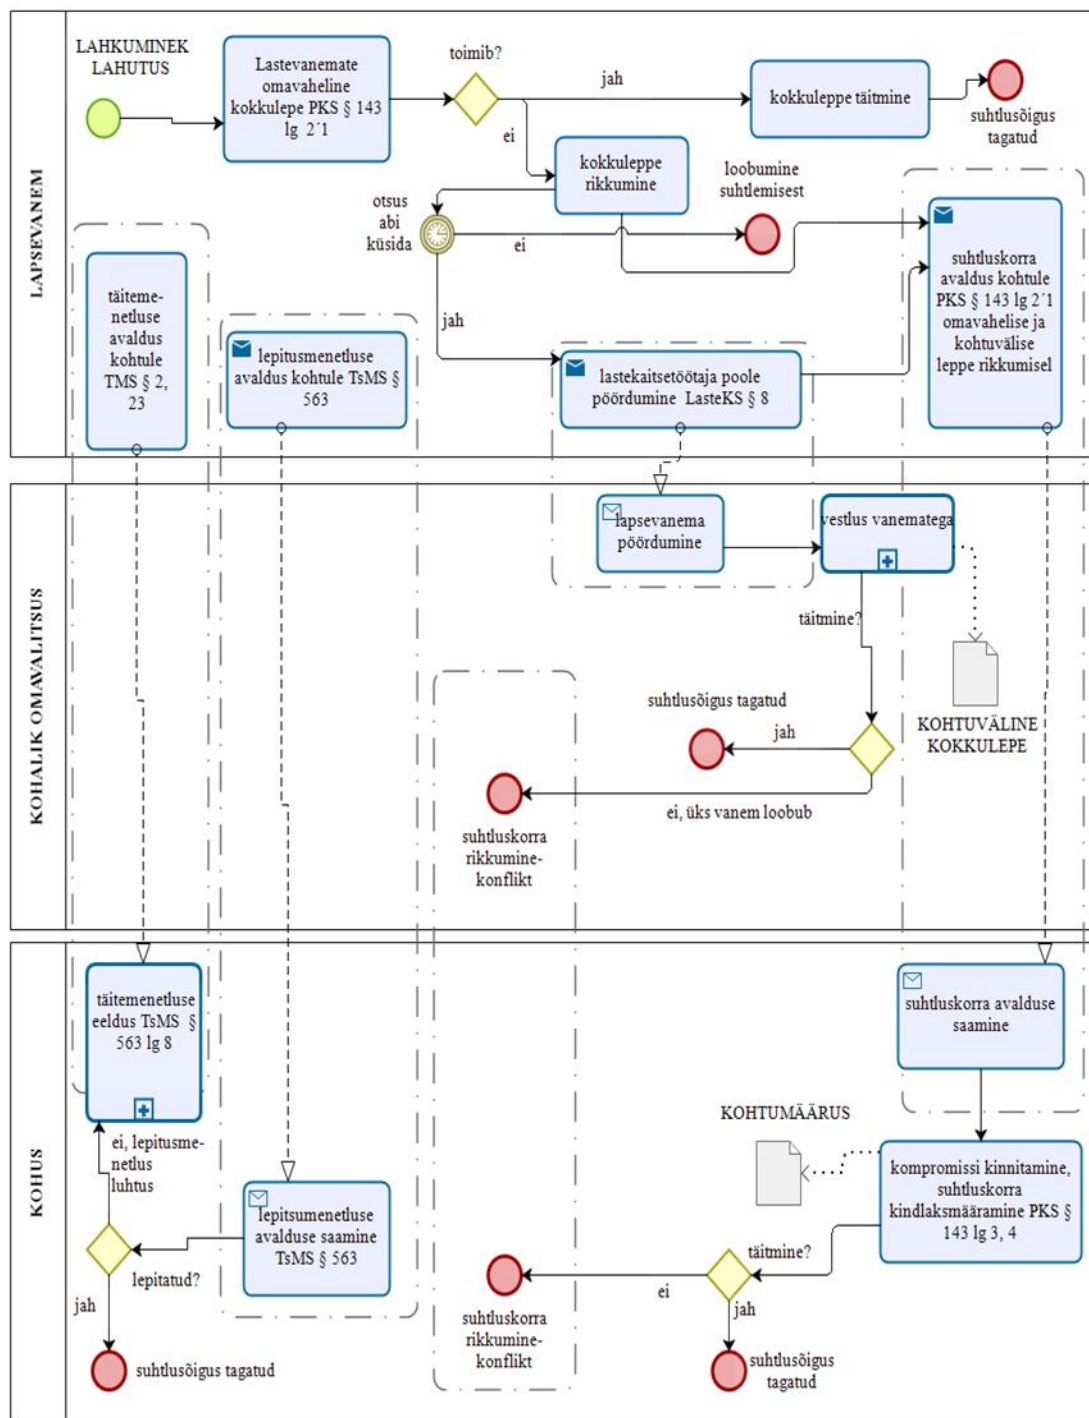 LAPSEVANEM
LAHKUMINEK
LAHUTUS
Lastevanemate
omavaheline
kokkulepe PKS § 143
lg 2´1
toimib?
jah
kokkuleppe täitmine
suhtlusõigus
tagatud
ei
kokkuleppe
rikkumine
loobumine
suhtlemisest
otsus
abi
küsida
ei
jah
suhtluskorra
avaldus kohtule
PKS § 143 lg 2´1
omavahelise ja
kohtuvälise
leppe rikkumisel
täiteme-
netluse
avaldus
kohtule
TMS § 2,
23
lepitusmenetluse
avaldus kohtule TsMS §
563
lastekaitsetöötaja poole
pöördumine LasteKS § 8
KOHALIK OMAVALITSUS
lapsevanema
pöördumine
vestlus vanematega
täitmine?
KOHTUVÄLINE
KOKKULEPE
suhtlusõigus tagatud
jah
ei, üks vanem loobub
suhtluskorra
rikkumine-
konflikt
KOHUS
täitemenetluse
eeldus TsMS §
563 lg 8
ei, lepitusme-
netlus
luhtus
lepitsumenetluse
avalduse saamine
TsMS § 563
lepitatud?
jah
suhtlusõigus tagatud
suhtluskorra avalduse
saamine
KOHTUMÄÄRUS
kompromissi kinnitamine,
suhtluskorra
kindlaksmääramine PKS §
143 lg 3, 4
täitmine?
ei
jah
suhtluskorra
rikkumine-
konflikt
suhtlusõigus
tagatud